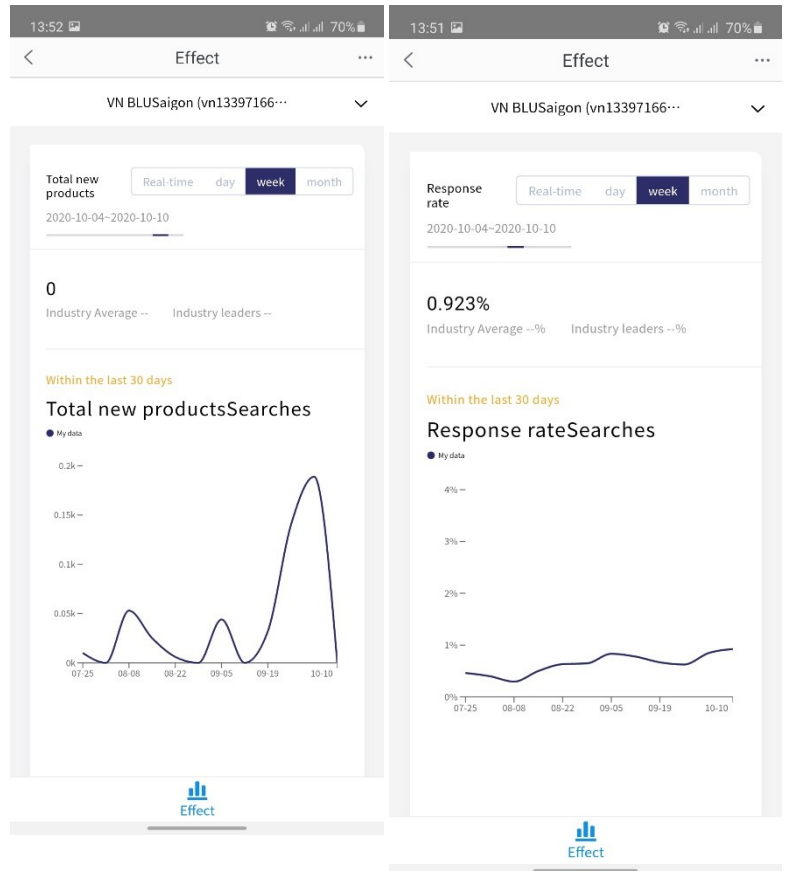 13:52 70%
Effect
VN BLUSaigon (vn13397166···
Total new
products
Real-time day week month
2020-10-04~2020-10-10
0
Industry Average -- Industry leaders --
Within the last 30 days
Total new productsSearches
My data
0.2k
0.15k
0.1k
0.05k
0k
07-25 08-08 08-22 09-05 09-19 10-10
Effect
13:51 70%
Effect
VN BLUSaigon (vn13397166···
Response
rate
Real-time day week month
2020-10-04~2020-10-10
0.923%
Industry Average --% Industry leaders --%
Within the last 30 days
Response rateSearches
My data
4%
3%
2%
1%
0%
07-25 08-08 08-22 09-05 09-19 10-10
Effect